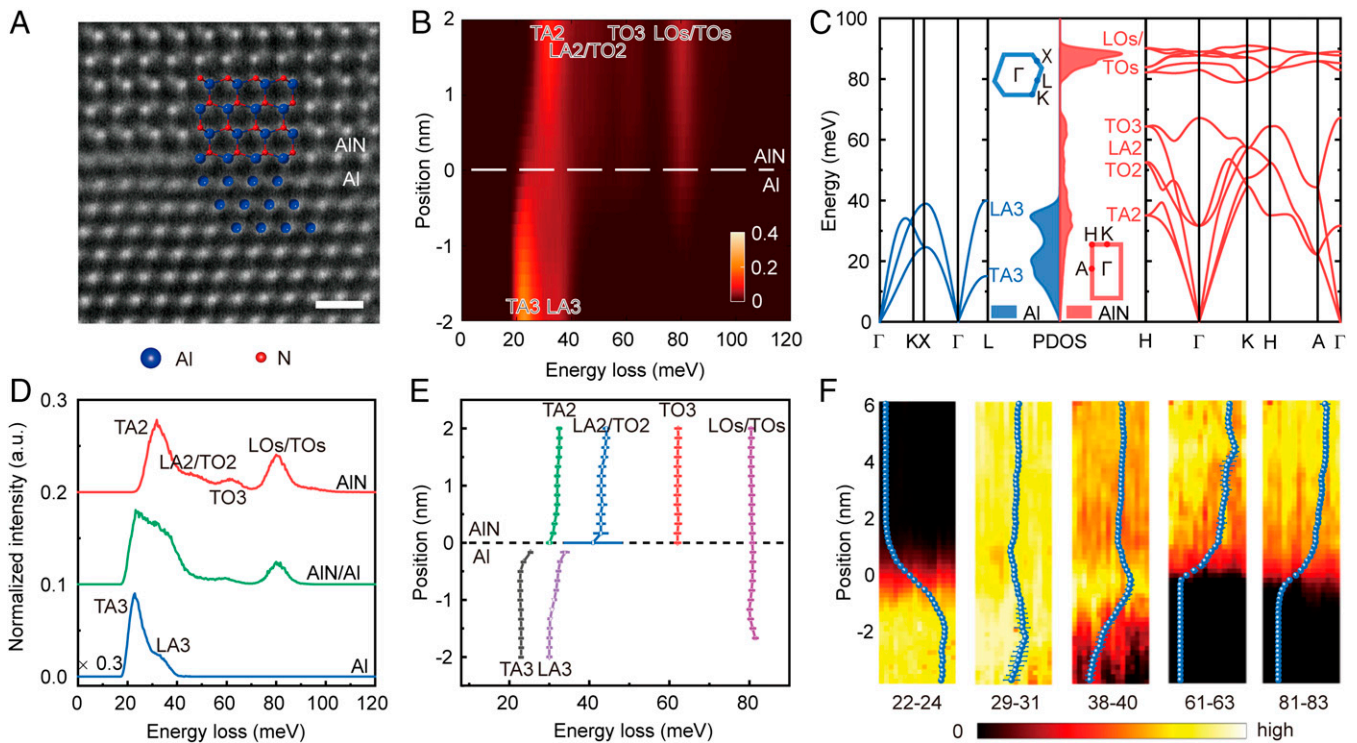 A
AlN
Al
Al
N
B
2
1
0
-1
-2
Position (nm)
TA2
LA2/TO2
TO3
LOs/TOs
AlN
Al
TA3
LA3
0.4
0.2
0
0 20 40 60 80 100 120
Energy loss (meV)
C
100
80
60
40
20
0
Energy (meV)
Γ
X
L
K
LA3
TA3
Al
LOs/
TOs
TO3
LA2
TO2
TA2
H K
A Γ
AlN
Γ KX Γ L PDOS H Γ K H A Γ
D
0.3
0.2
0.1
0.0
Normalized intensity (a.u.)
TA2
LA2/TO2
TO3
LOs/TOs
AlN
AlN/Al
TA3
LA3
× 0.3
Al
0 20 40 60 80 100 120
Energy loss (meV)
E
2
1
0
-1
-2
Position (nm)
TA2
LA2/TO2
TO3
LOs/TOs
AlN
Al
TA3 LA3
20 40 60 80
Energy loss (meV)
F
6
4
2
0
-2
Position (nm)
22-24 29-31 38-40 61-63 81-83
0 high